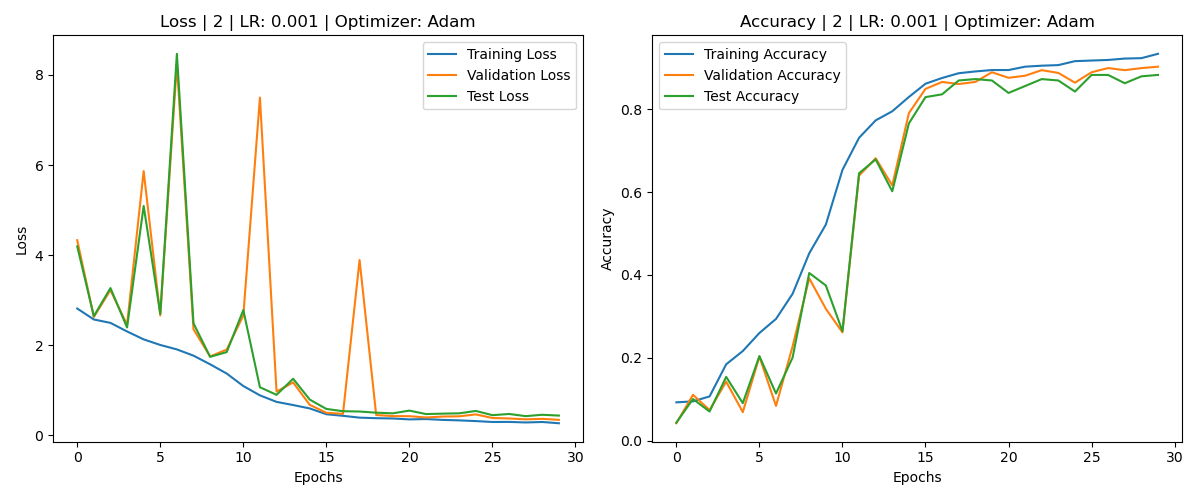 Loss | 2 | LR: 0.001 | Optimizer: Adam
Training Loss
Validation Loss
Test Loss
Loss
8
6
4
2
0
0 5 10 15 20 25 30
Epochs
Accuracy | 2 | LR: 0.001 | Optimizer: Adam
Training Accuracy
Validation Accuracy
Test Accuracy
Accuracy
0.8
0.6
0.4
0.2
0.0
0 5 10 15 20 25 30
Epochs